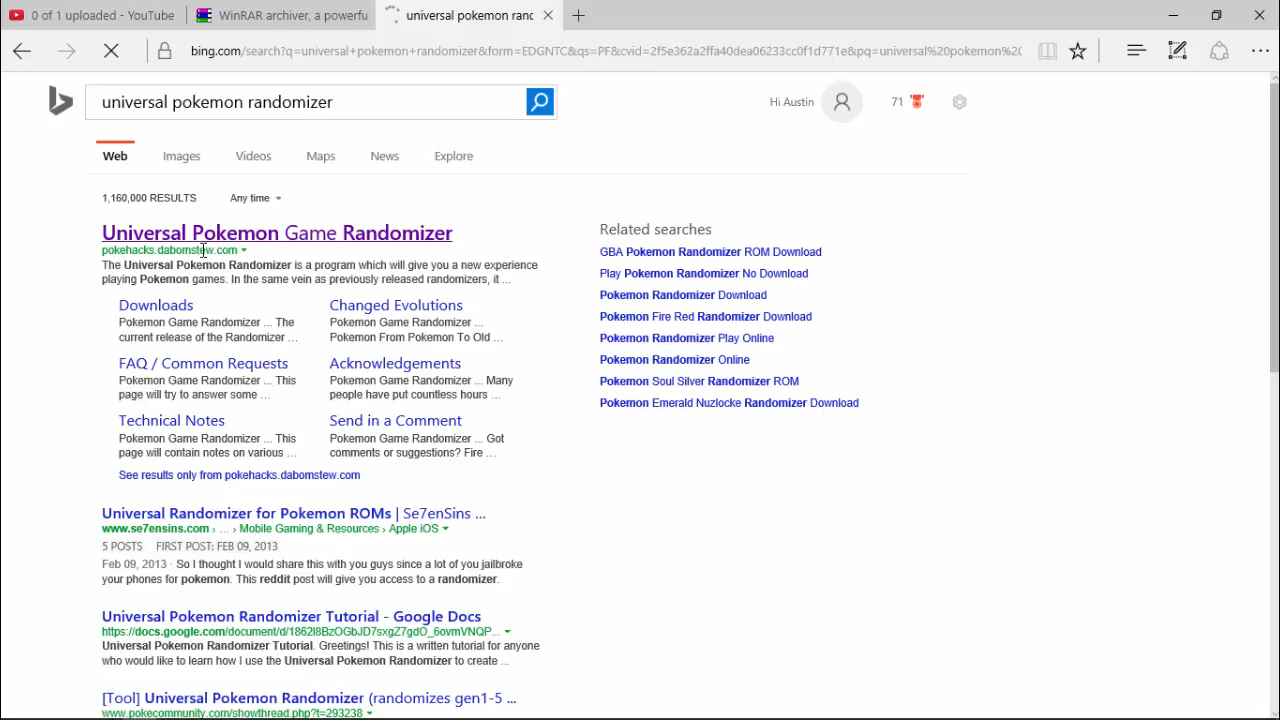 0 of 1 uploaded - YouTube
WinRAR archiver, a powerfu
universal pokemon ranc
bing.com/search?q=universal+pokemon+randomizer&form=EDGNTC&qs=PF&cvid=2f5e362a2ffa40dea06233cc0f1d771e&pq=universal%20pokemon%2(
universal pokemon randomizer
Hi Austin
71
Web
Images
Videos
Maps
News
Explore
1,160,000 RESULTS
Any time
Universal Pokemon Game Randomizer
pokehacks.dabomstew.com
The Universal Pokemon Randomizer is a program which will give you a new experience
playing Pokemon games. In the same vein as previously released randomizers, it ...
Downloads
Pokemon Game Randomizer ... The
current release of the Randomizer ...
Changed Evolutions
Pokemon Game Randomizer ...
Pokemon From Pokemon To Old ...
FAQ / Common Requests
Pokemon Game Randomizer ... This
page will try to answer some ...
Acknowledgements
Pokemon Game Randomizer ... Many
people have put countless hours ...
Technical Notes
Pokemon Game Randomizer ... This
page will contain notes on various ...
Send in a Comment
Pokemon Game Randomizer ... Got
comments or suggestions? Fire ...
See results only from pokehacks.dabomstew.com
Universal Randomizer for Pokemon ROMs | Se7enSins ...
www.se7ensins.com › ... › Mobile Gaming & Resources › Apple iOS
5 POSTS FIRST POST: FEB 09, 2013
Feb 09, 2013 · So I thought I would share this with you guys since a lot of you jailbroke
your phones for pokemon. This reddit post will give you access to a randomizer.
Universal Pokemon Randomizer Tutorial - Google Docs
https://docs.google.com/document/d/1862I8BzOGbJD7sxgZ7gdO_6ovmVNQP...
Universal Pokemon Randomizer Tutorial. Greetings! This is a written tutorial for anyone
who would like to learn how I use the Universal Pokemon Randomizer to create ...
[Tool] Universal Pokemon Randomizer (randomizes gen1-5 ...
www.pokecommunity.com/showthread.php?t=293238
Related searches
GBA Pokemon Randomizer ROM Download
Play Pokemon Randomizer No Download
Pokemon Randomizer Download
Pokemon Fire Red Randomizer Download
Pokemon Randomizer Play Online
Pokemon Randomizer Online
Pokemon Soul Silver Randomizer ROM
Pokemon Emerald Nuzlocke Randomizer Download